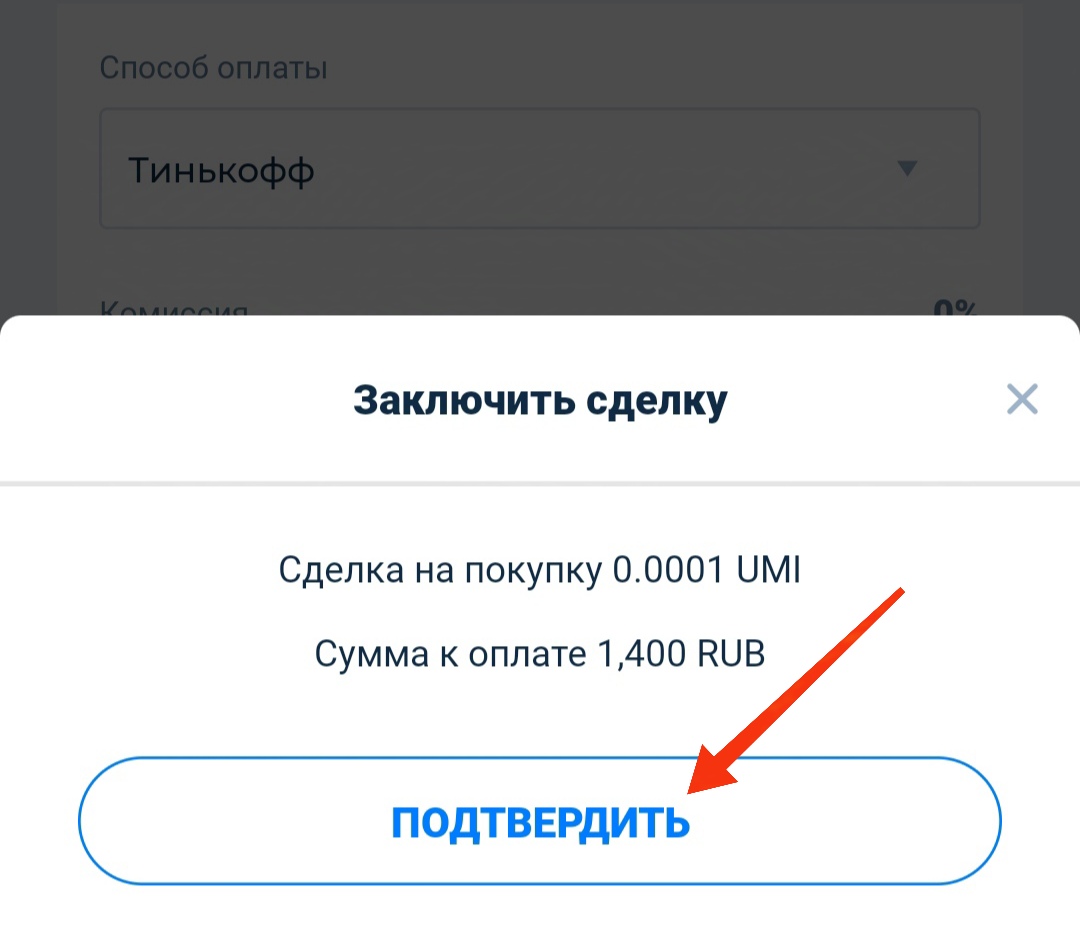 Способ оплаты
Тинькофф
Комиссия 0%
Заключить сделку
Сделка на покупку 0.0001 UMI
Сумма к оплате 1,400 RUB
ПОДТВЕРДИТЬ